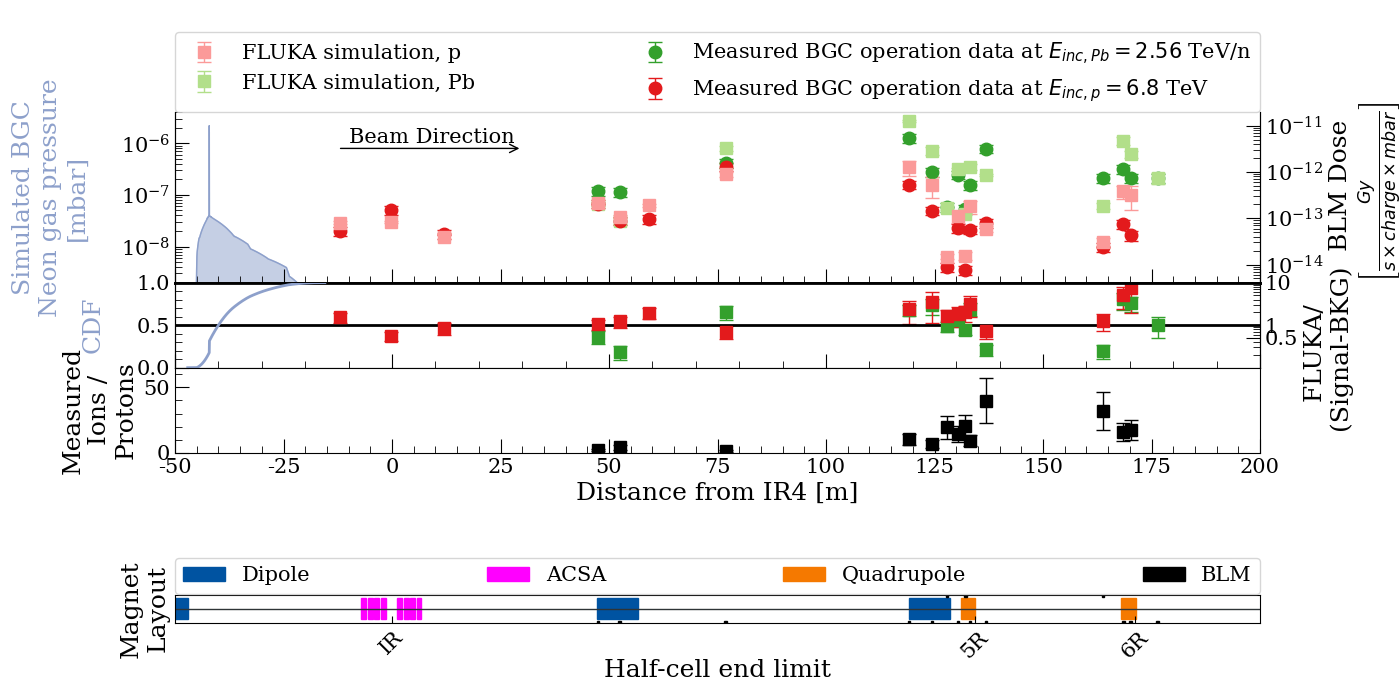 FLUKA simulation, p
FLUKA simulation, Pb
Measured BGC operation data at E_{inc, Pb} = 2.56 TeV/n
Measured BGC operation data at E_{inc, p} = 6.8 TeV
Simulated BGC
Neon gas pressure
[mbar]
10^{-6}
10^{-7}
10^{-8}
Beam Direction
10^{-11}
10^{-12}
10^{-13}
10^{-14}
BLM Dose
[Gy / s × charge × mbar]
CDF
1.0
0.5
0.0
10
1
0.5
FLUKA/
(Signal-BKG)
Measured
Ions /
Protons
50
0
-50 -25 0 25 50 75 100 125 150 175 200
Distance from IR4 [m]
Dipole ACSA Quadrupole BLM
Magnet
Layout
IR 5R 6R
Half-cell end limit